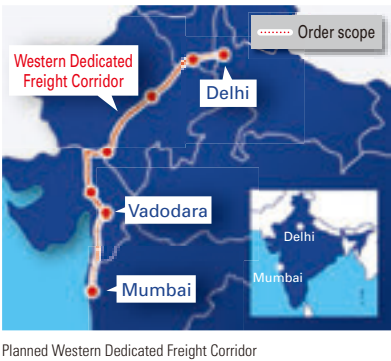 Order scope
Western Dedicated
Freight Corridor
Delhi
Vadodara
Mumbai
Delhi
Mumbai
Planned Western Dedicated Freight Corridor